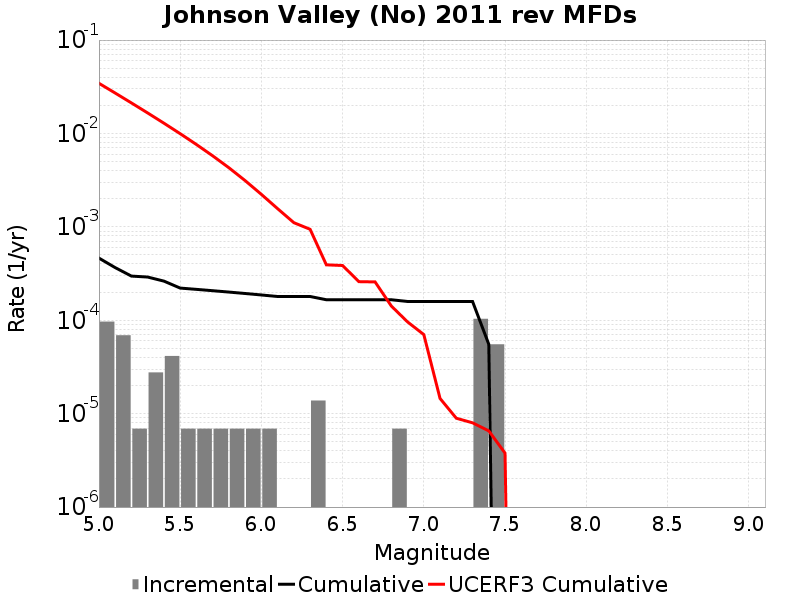 Johnson Valley (No) 2011 rev MFDs
10-1
10-2
10-3
10-4
10-5
10-6
Rate (1/yr)
5.0 5.5 6.0 6.5 7.0 7.5 8.0 8.5 9.0
Magnitude
Incremental Cumulative UCERF3 Cumulative